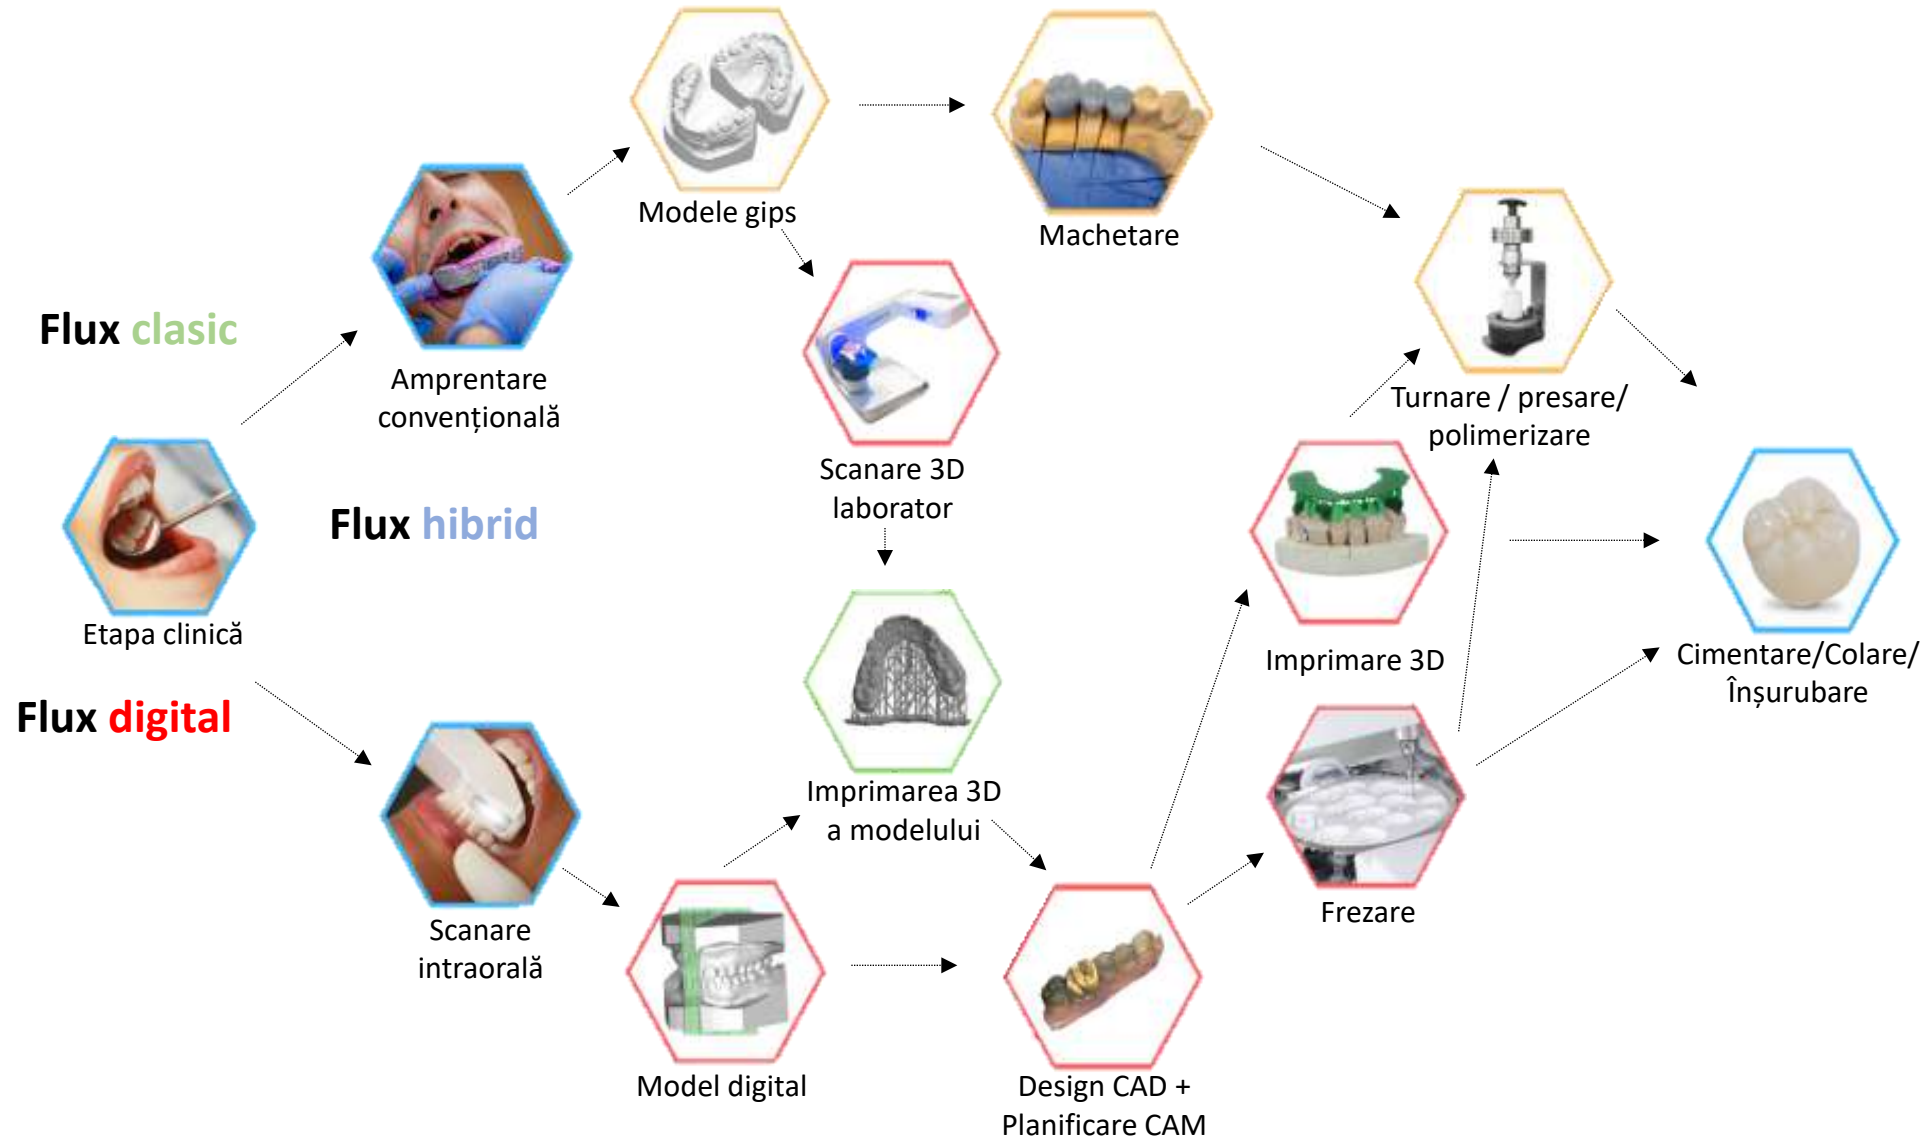 Modele gips
Machetare
Flux clasic
Amprentare
convențională
Turnare / presare/
polimerizare
Scanare 3D
laborator
Flux hibrid
Etapa clinică
Imprimare 3D
Cimentare/Colare/
Înșurubare
Flux digital
Imprimarea 3D
a modelului
Frezare
Scanare
intraorală
Model digital
Design CAD +
Planificare CAM